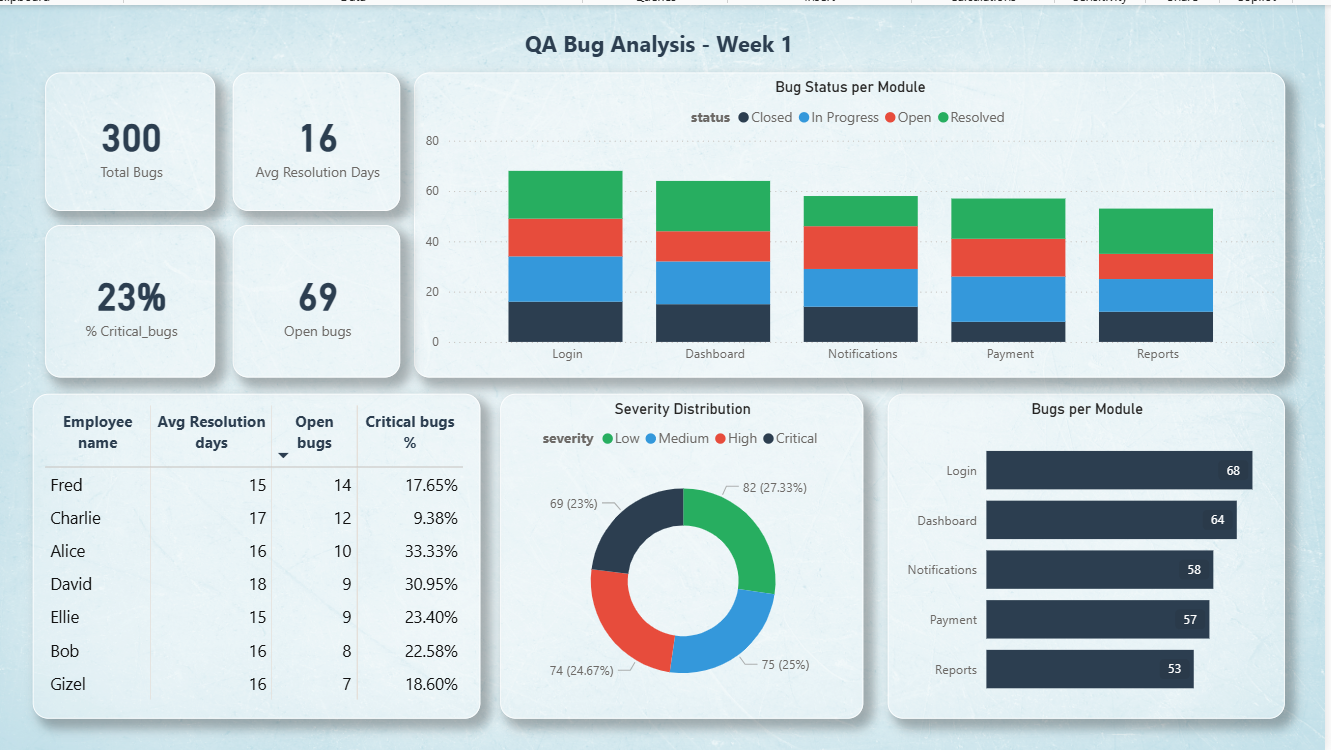 QA Bug Analysis - Week 1
300
Total Bugs
16
Avg Resolution Days
23%
% Critical_bugs
69
Open bugs
Bug Status per Module
status Closed In Progress Open Resolved
80
60
40
20
0
Login Dashboard Notifications Payment Reports
Employee name Avg Resolution days Open bugs Critical bugs %
Fred 15 14 17.65%
Charlie 17 12 9.38%
Alice 16 10 33.33%
David 18 9 30.95%
Ellie 15 9 23.40%
Bob 16 8 22.58%
Gizel 16 7 18.60%
Severity Distribution
severity Low Medium High Critical
82 (27.33%)
69 (23%)
74 (24.67%)
75 (25%)
Bugs per Module
Login 68
Dashboard 64
Notifications 58
Payment 57
Reports 53